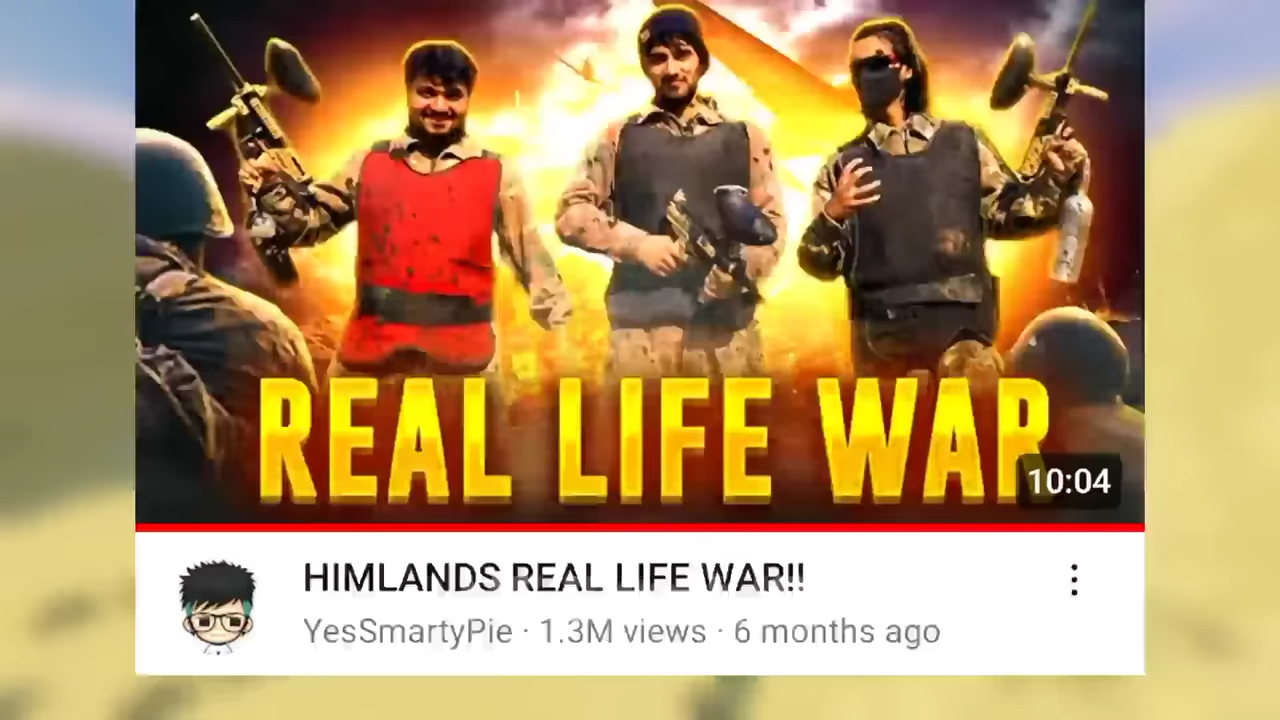 REAL LIFE WAR
10:04
HIMLANDS REAL LIFE WAR!!
YesSmartyPie · 1.3M views · 6 months ago